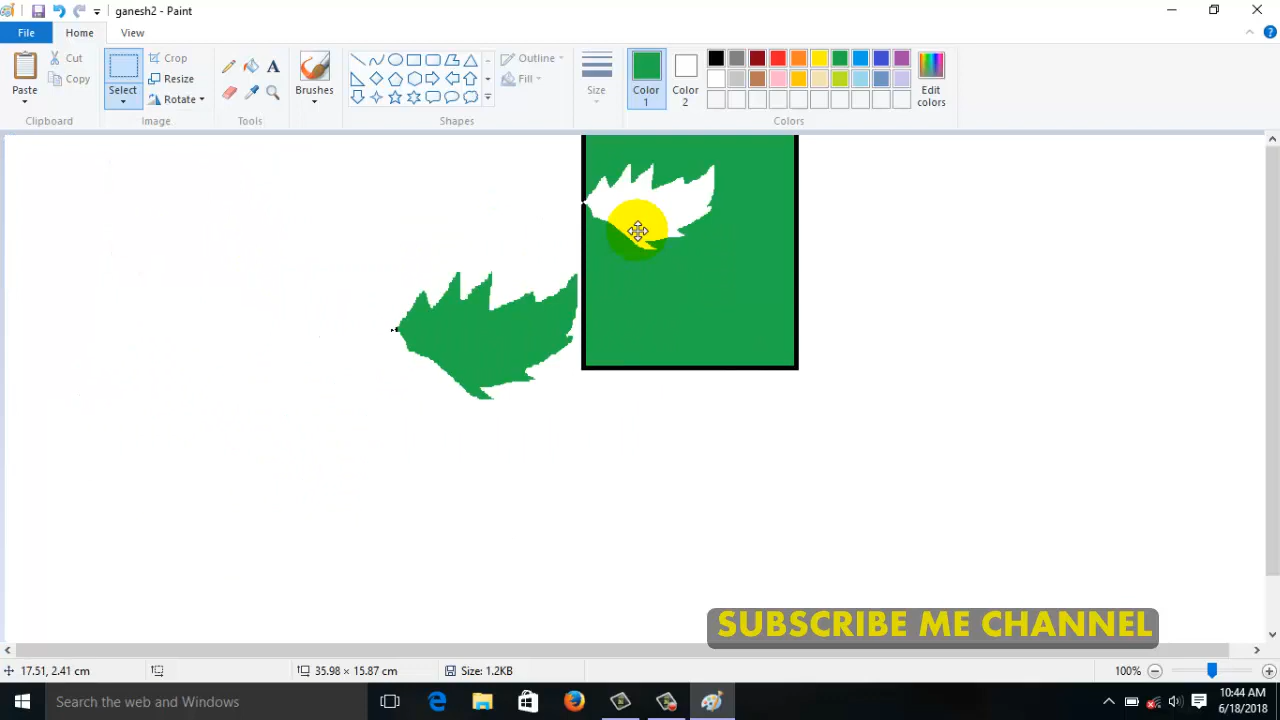 ganesh2 - Paint
File
Home
View
Paste
Cut
Copy
Clipboard
Select
Crop
Resize
Rotate
Image
Tools
Brushes
Shapes
Outline
Fill
Size
Color 1
Color 2
Edit colors
Colors
SUBSCRIBE ME CHANNEL
17.51, 2.41 cm
35.98 × 15.87 cm
Size: 1.2KB
100%
Search the web and Windows
10:44 AM
6/18/2018